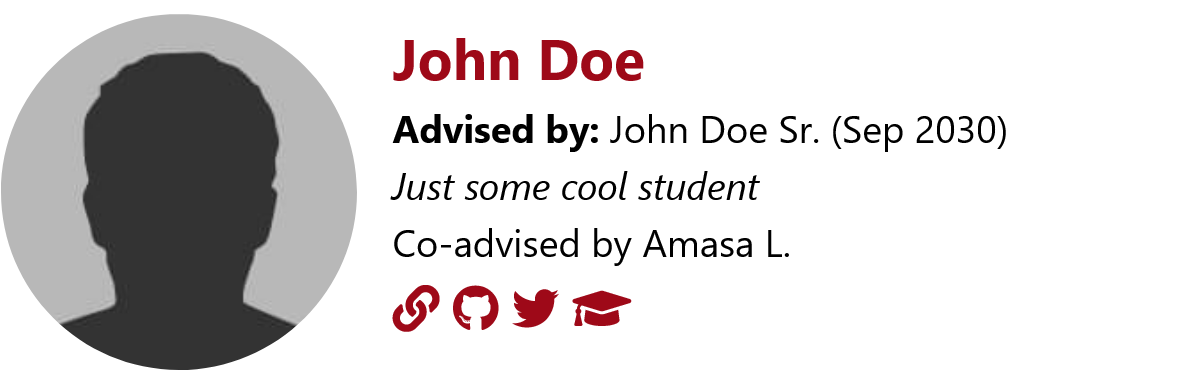 John Doe
Advised by: John Doe Sr. (Sep 2030)
Just some cool student
Co-advised by Amasa L.